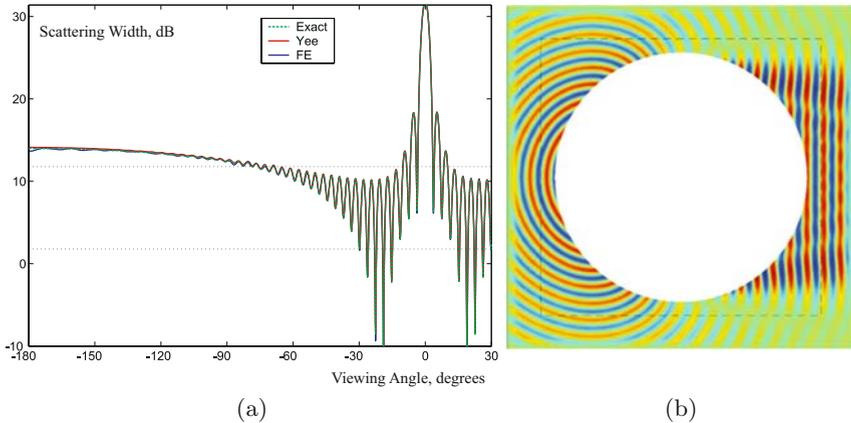 30
Scattering Width, dB
Exact
Yee
FE
20
10
0
-10
-180 -150 -120 -90 -60 -30 0 30
Viewing Angle, degrees
(a)
(b)